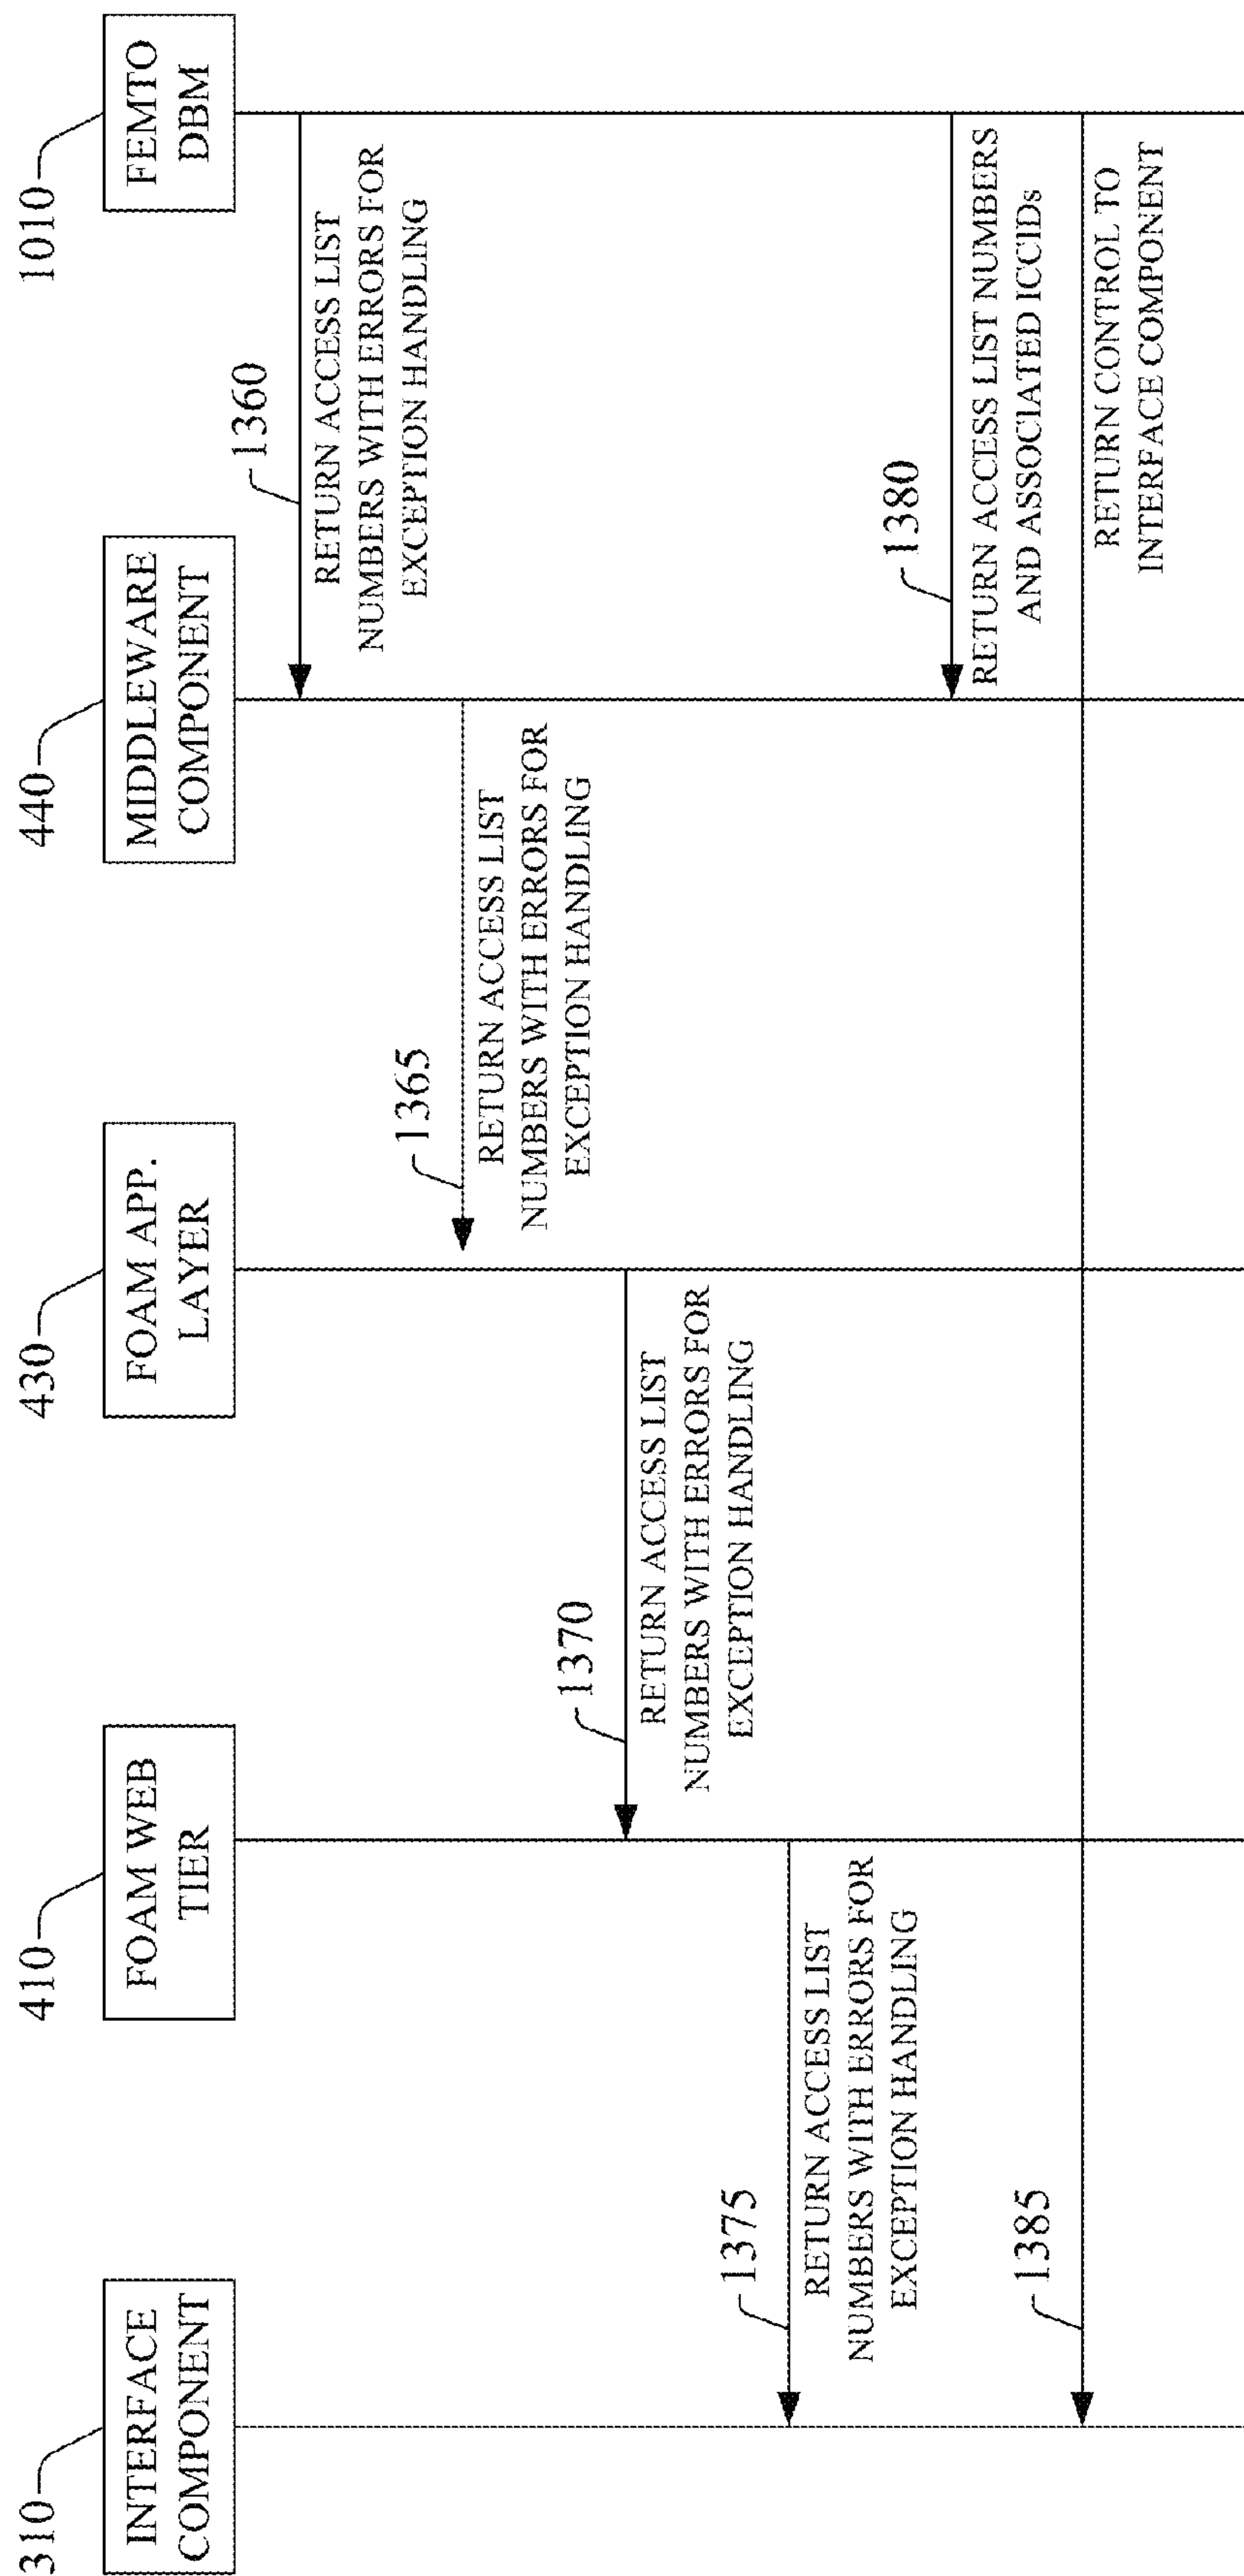 310
INTERFACE
COMPONENT
410
FOAM WEB
TIER
430
FOAM APP.
LAYER
440
MIDDLEWARE
COMPONENT
1010
FEMTO
DBM
1360
RETURN ACCESS LIST
NUMBERS WITH ERRORS FOR
EXCEPTION HANDLING
1365
RETURN ACCESS LIST
NUMBERS WITH ERRORS FOR
EXCEPTION HANDLING
1370
RETURN ACCESS LIST
NUMBERS WITH ERRORS FOR
EXCEPTION HANDLING
1375
RETURN ACCESS LIST
NUMBERS WITH ERRORS FOR
EXCEPTION HANDLING
1380
RETURN ACCESS LIST NUMBERS
AND ASSOCIATED ICCIDs
1385
RETURN CONTROL TO
INTERFACE COMPONENT